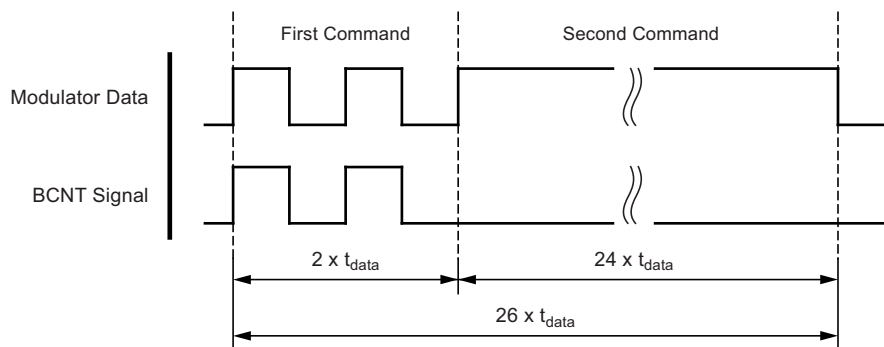 First Command
Second Command
Modulator Data
BCNT Signal
2 x tdata
24 x tdata
26 x tdata